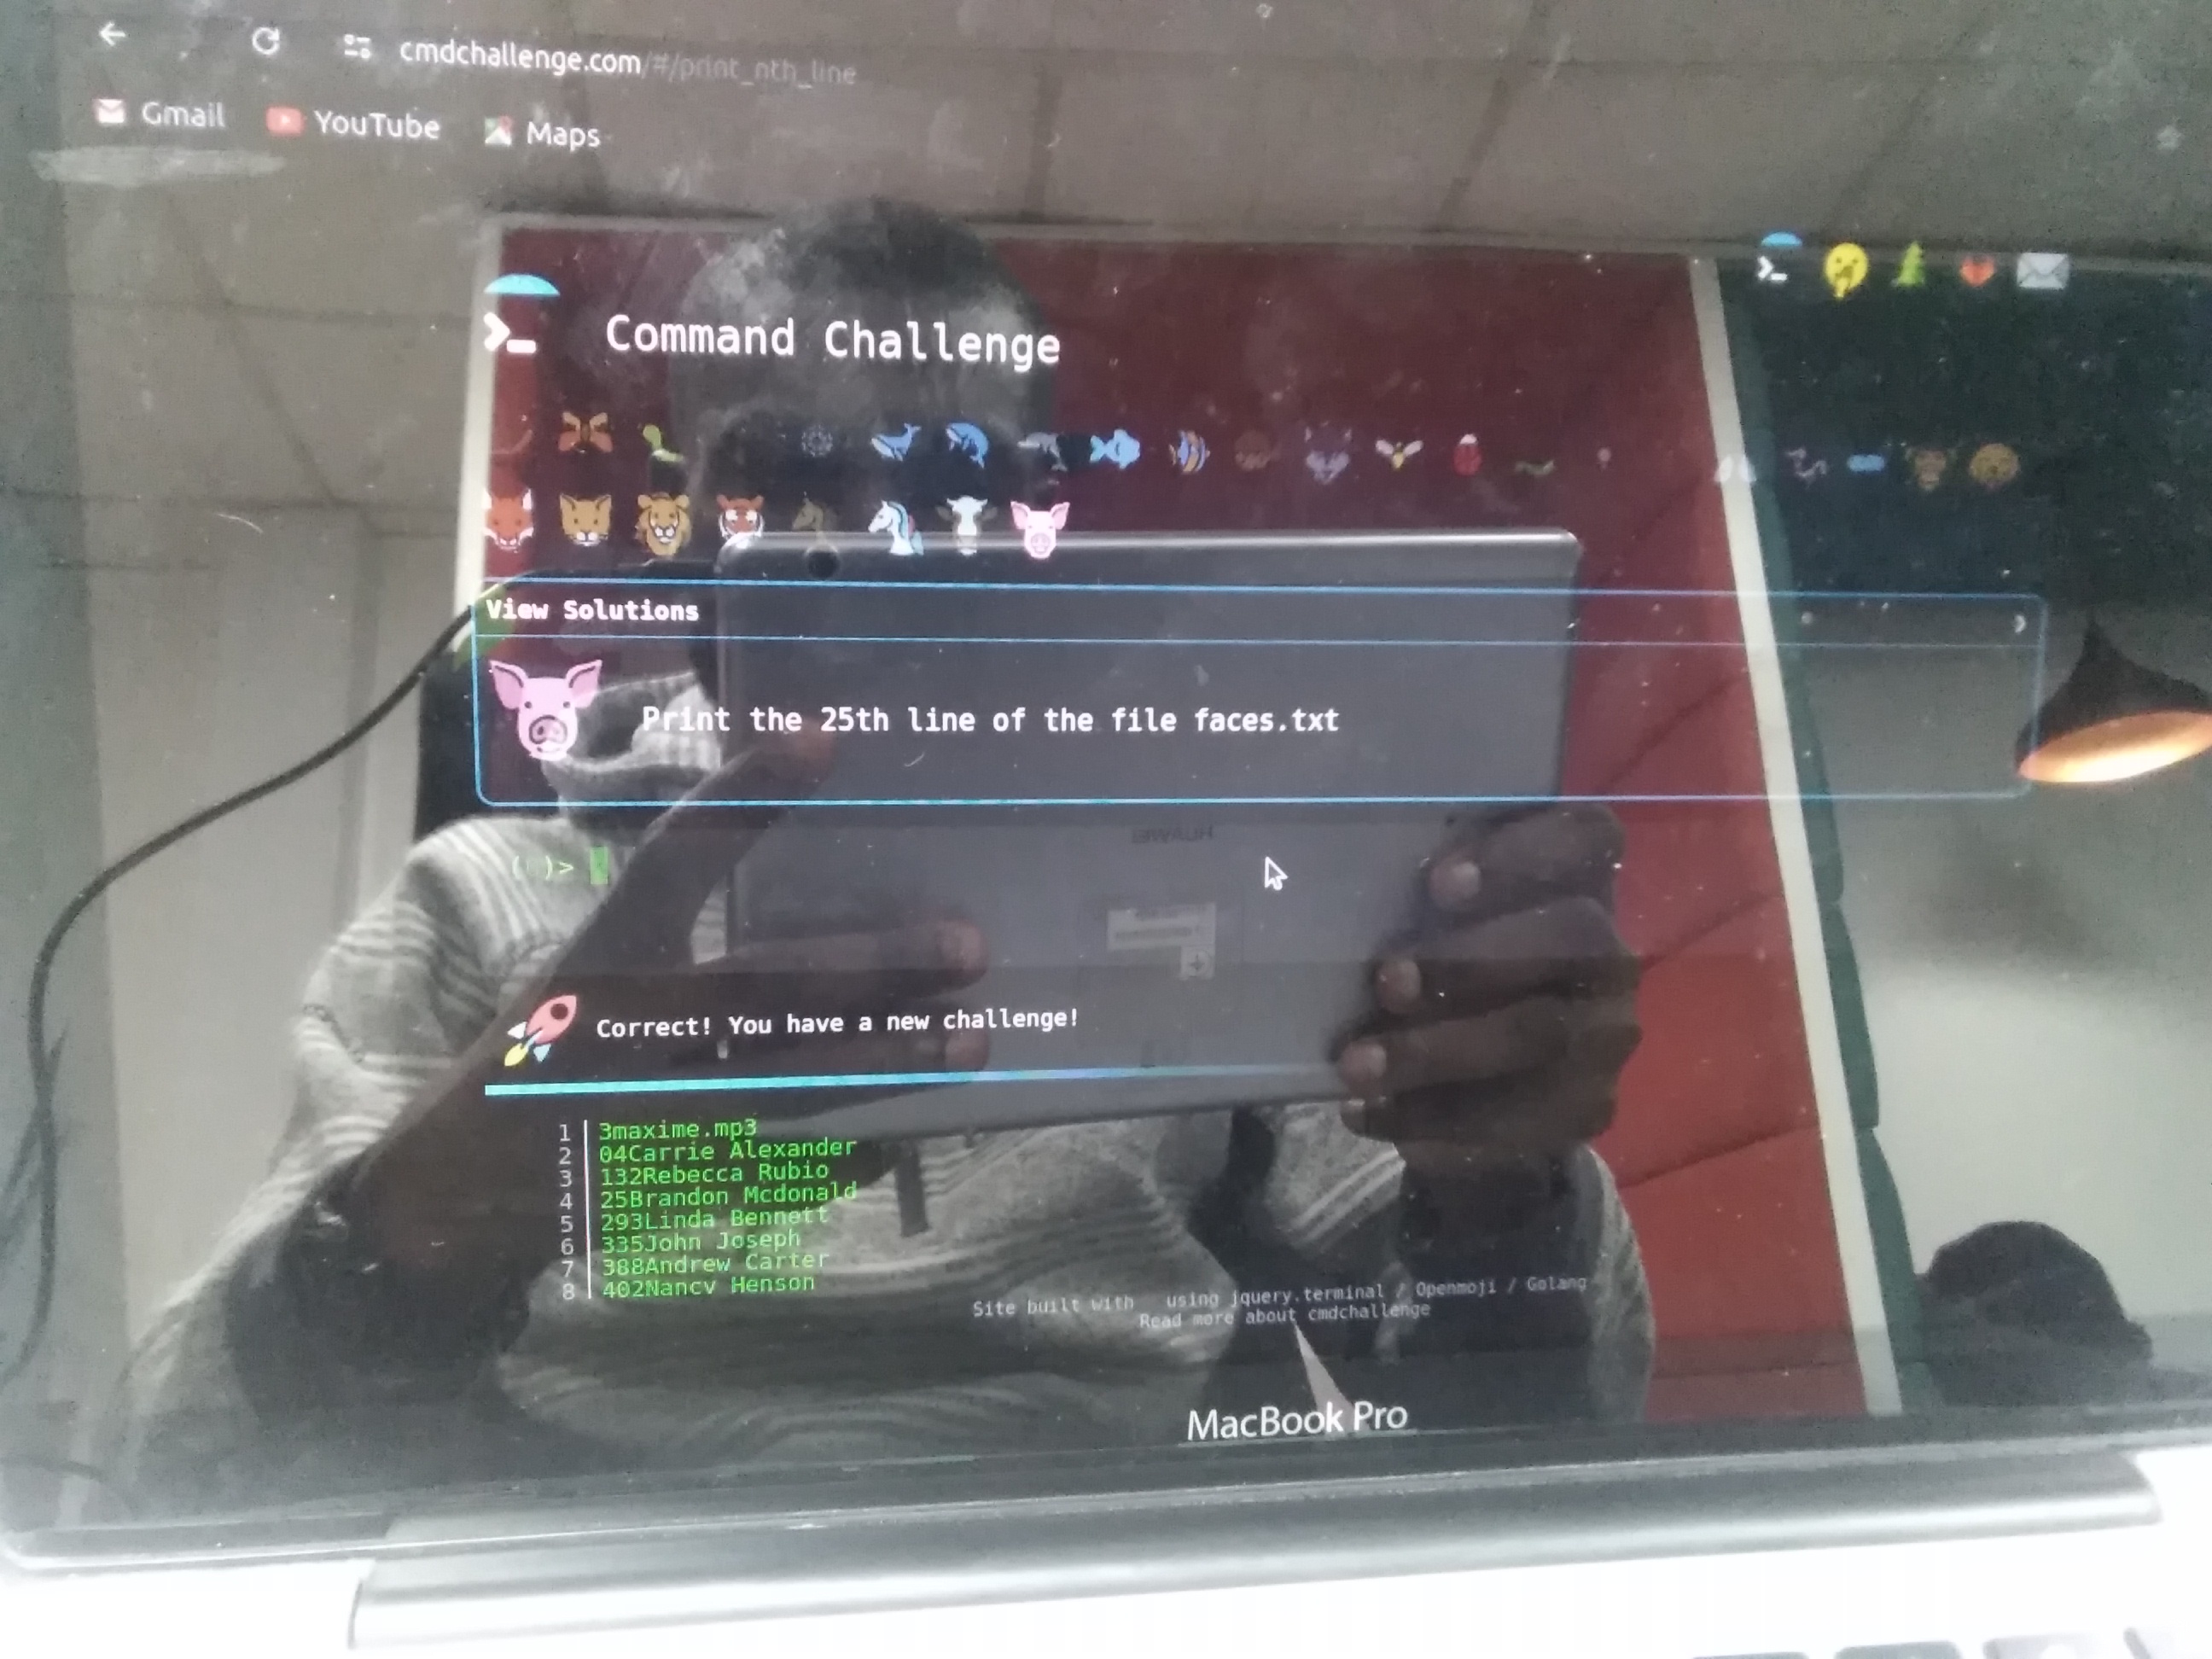 cmdchallenge.com/#/print_nth_line
Gmail YouTube Maps
Command Challenge
View Solutions
Print the 25th line of the file faces.txt
HUAWEI
( )>
Correct! You have a new challenge!
1 3maxime.mp3
2 04Carrie Alexander
3 132Rebecca Rubio
4 25Brandon Mcdonald
5 293Linda Bennett
6 335John Joseph
7 388Andrew Carter
8 402Nancy Henson
Site built with using jquery.terminal / Openmoji / Golang
Read more about cmdchallenge
MacBook Pro